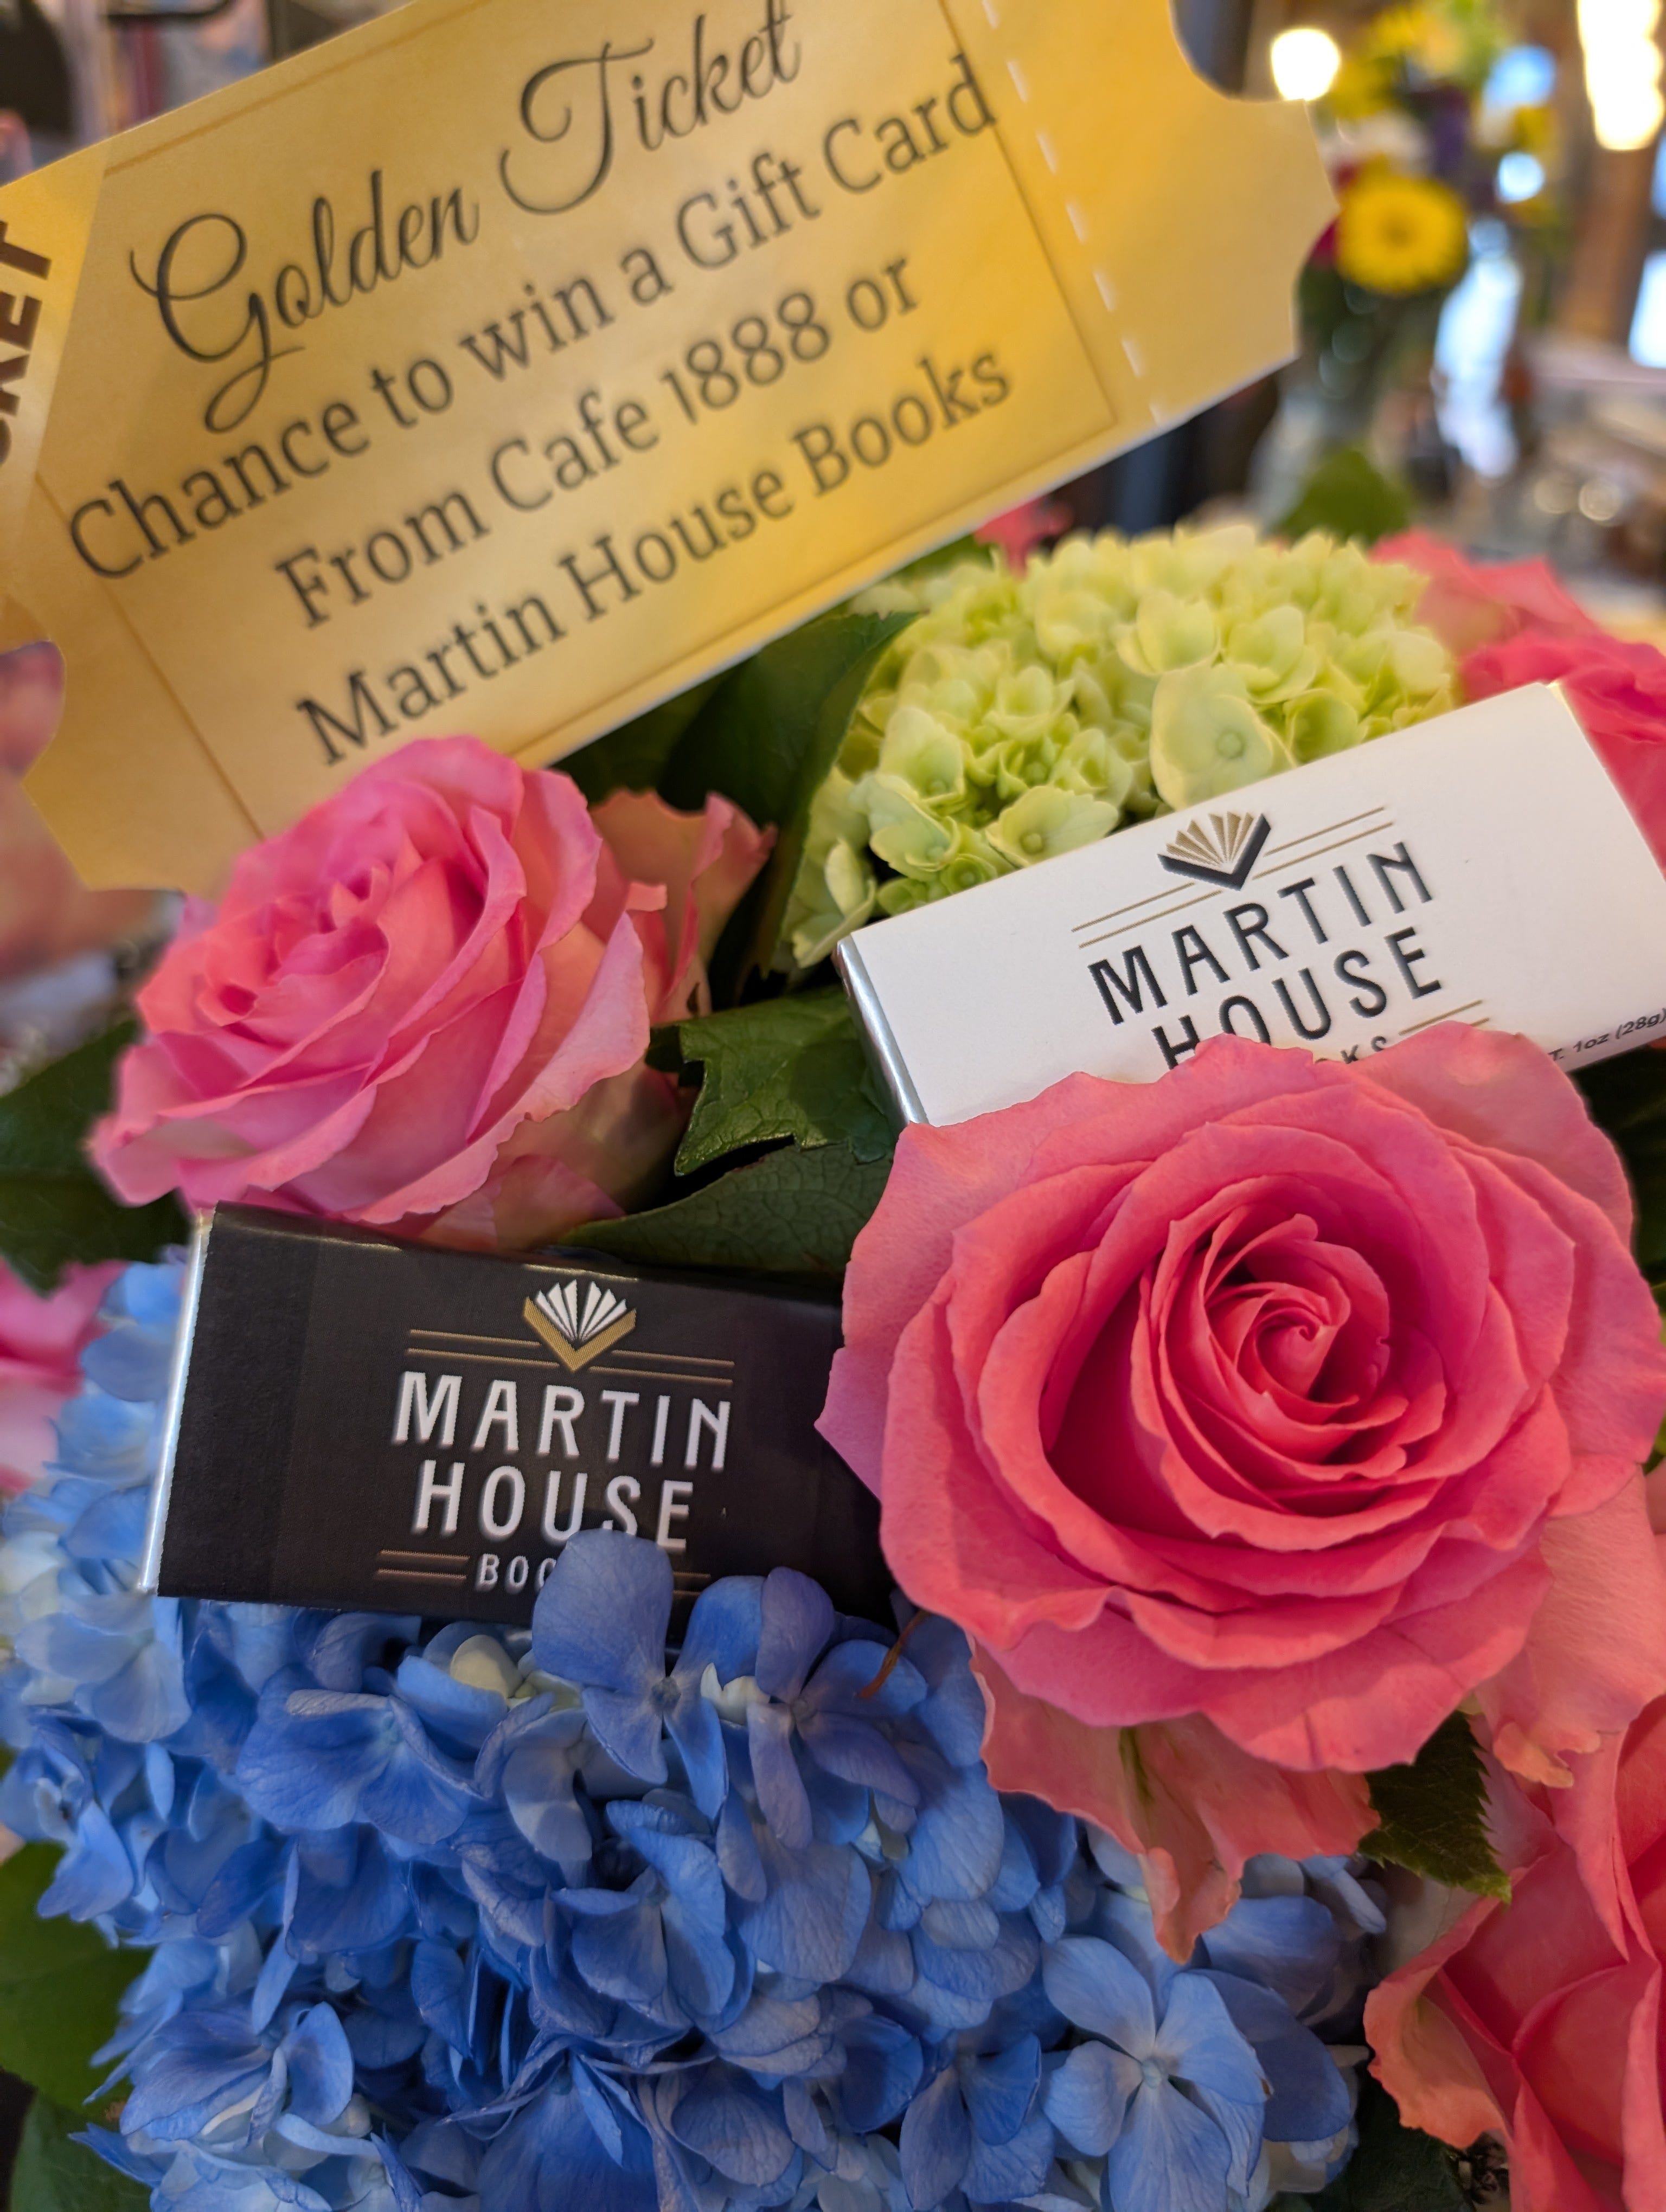 Golden Ticket
Chance to win a Gift Card
From Cafe 1888 or
Martin House Books
MARTIN
HOUSE
1oz (28g)
MARTIN
HOUSE